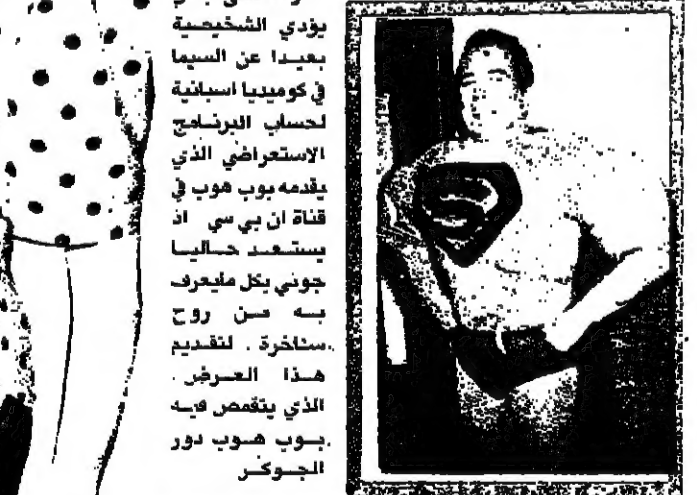 يؤدي الشخصية
بعيدا عن السيما
في كوميديا اسبانية
لحساب البرنامج
الاستعراضي الذي
يقدمه بوب هوب في
قناة ان بي سي اذ
يستعد حاليا
جوني بكل مايعرف
به من روح
ساخرة . لتقديم
هذا العرض .
الذي يتقمص فيه
بوب هوب دور
الجوكر
S